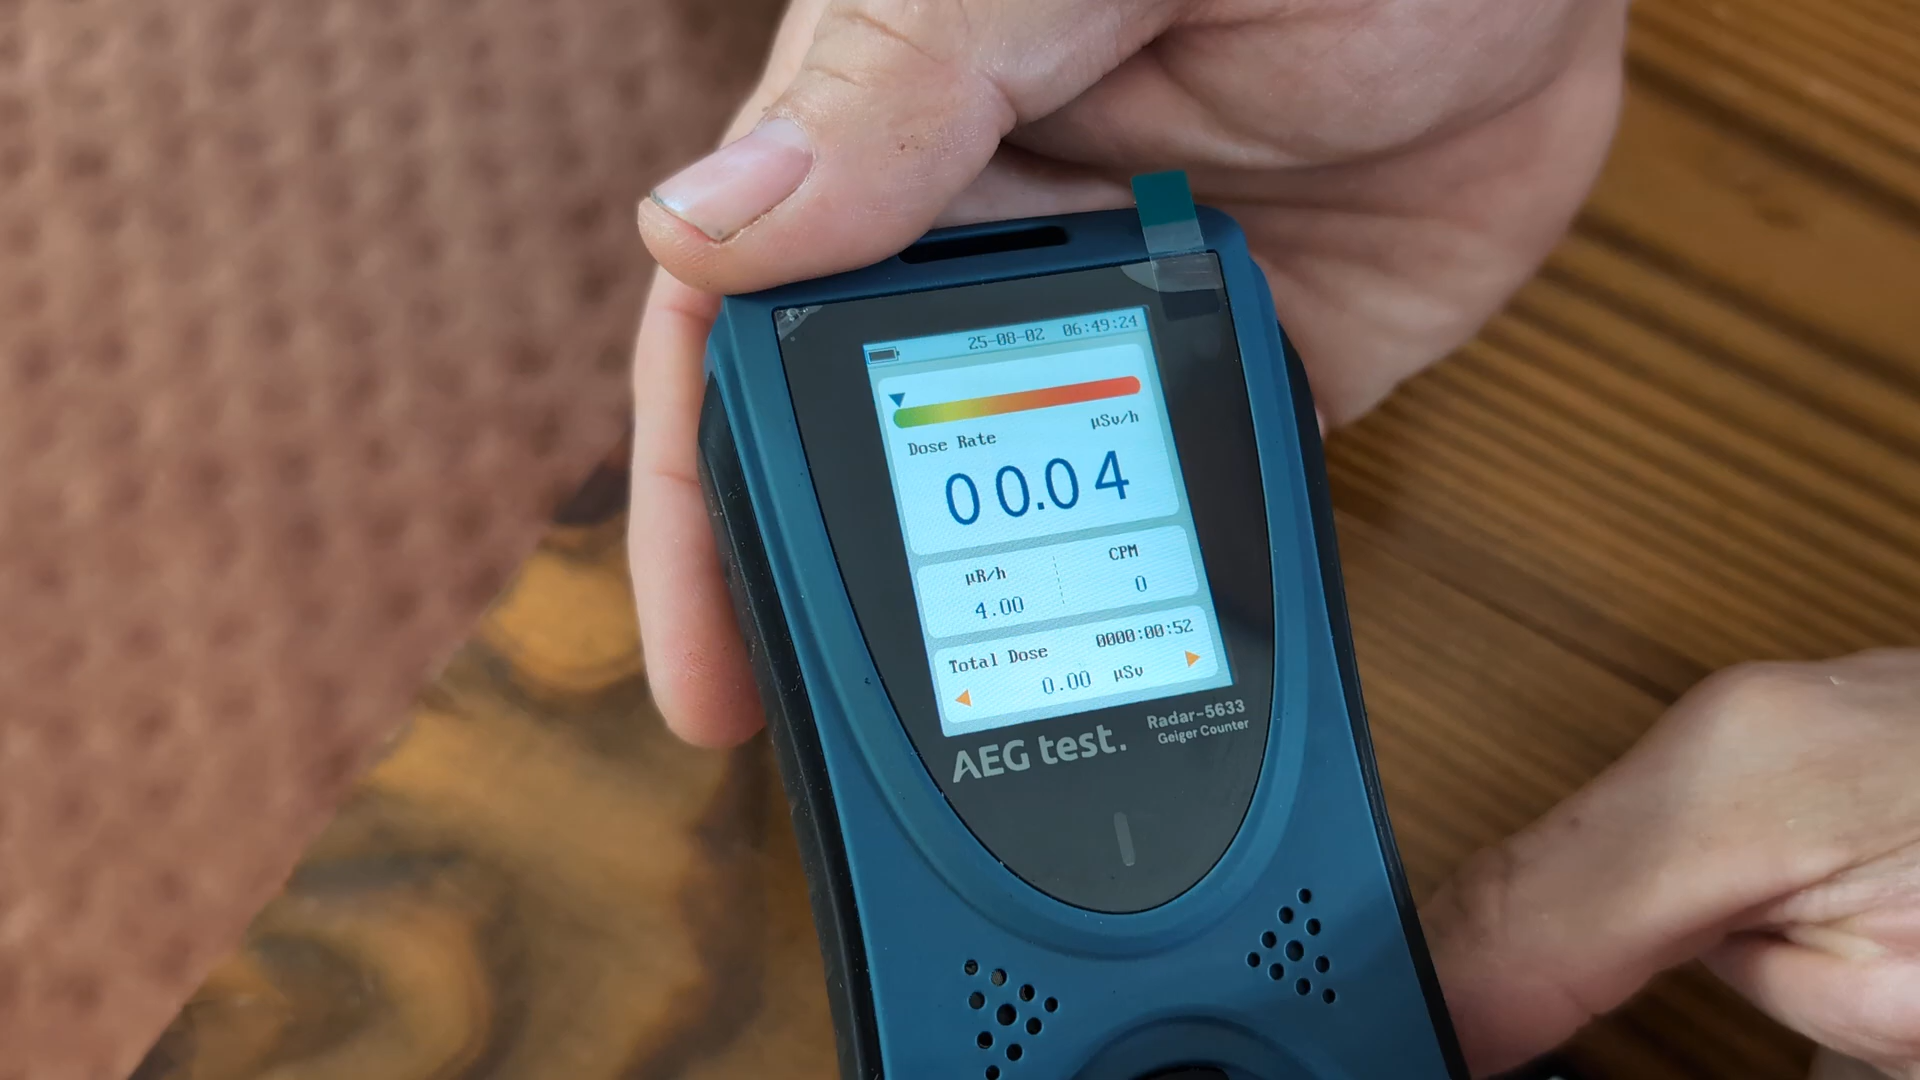 25-08-02 06:49:24
µSv/h
Dose Rate
00.04
µR/h CPM
4.00 0
Total Dose 0000:00:52
0.00 µSv
AEG test. Radar-5633
Geiger Counter